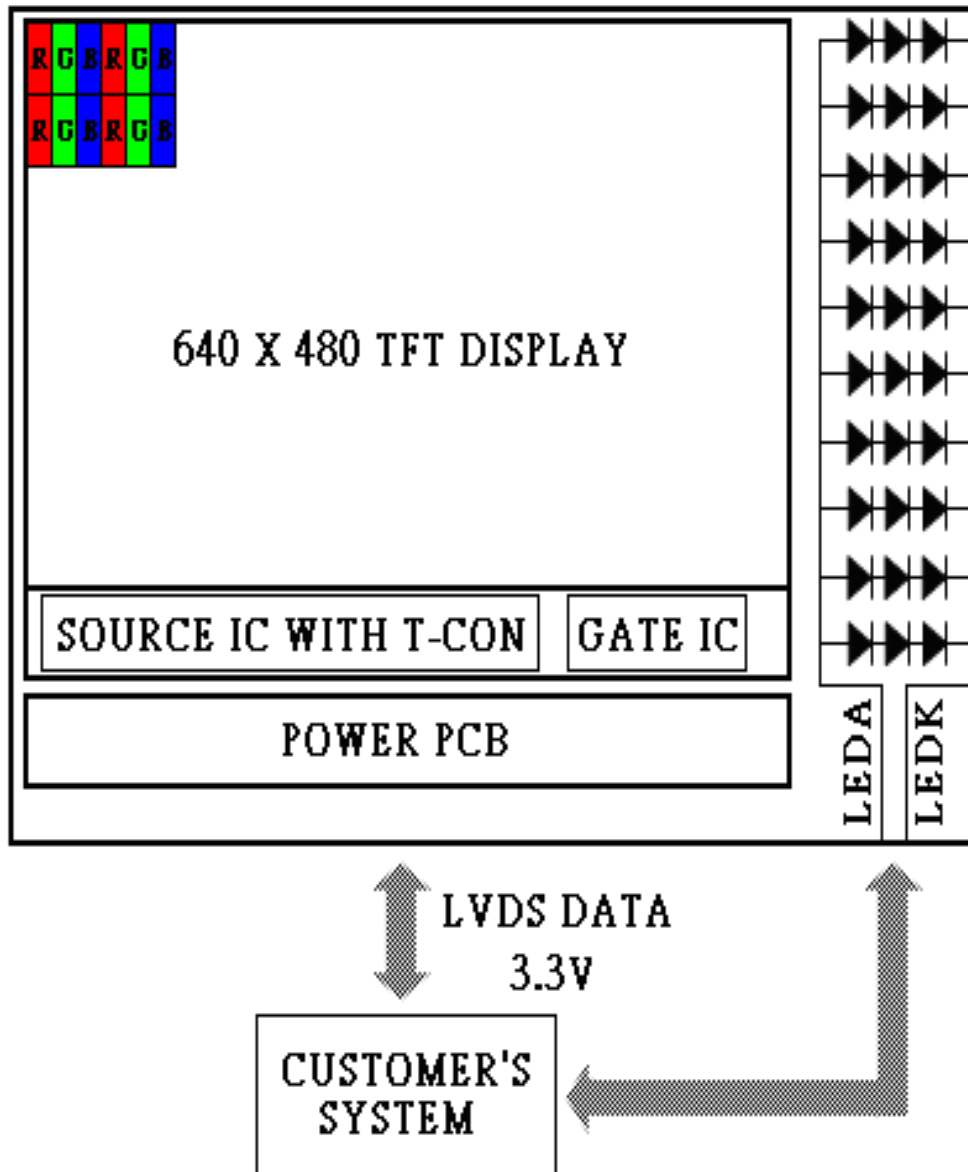 R G B R G B
R G B R G B
640 X 480 TFT DISPLAY
SOURCE IC WITH T-CON
GATE IC
POWER PCB
LEDA
LEDK
LVDS DATA
3.3V
CUSTOMER'S
SYSTEM